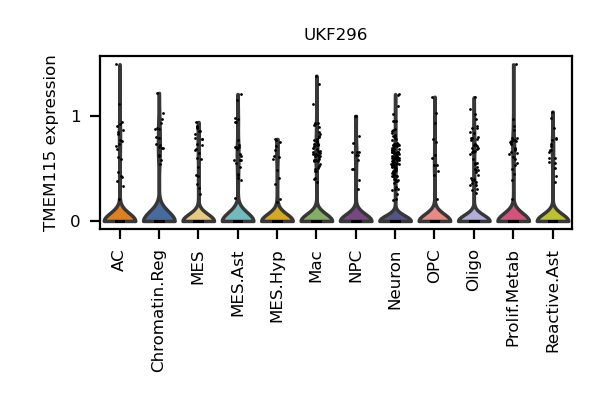 UKF296
TMEM115 expression
1
0
AC
Chromatin.Reg
MES
MES.Ast
MES.Hyp
Mac
NPC
Neuron
OPC
Oligo
Prolif.Metab
Reactive.Ast